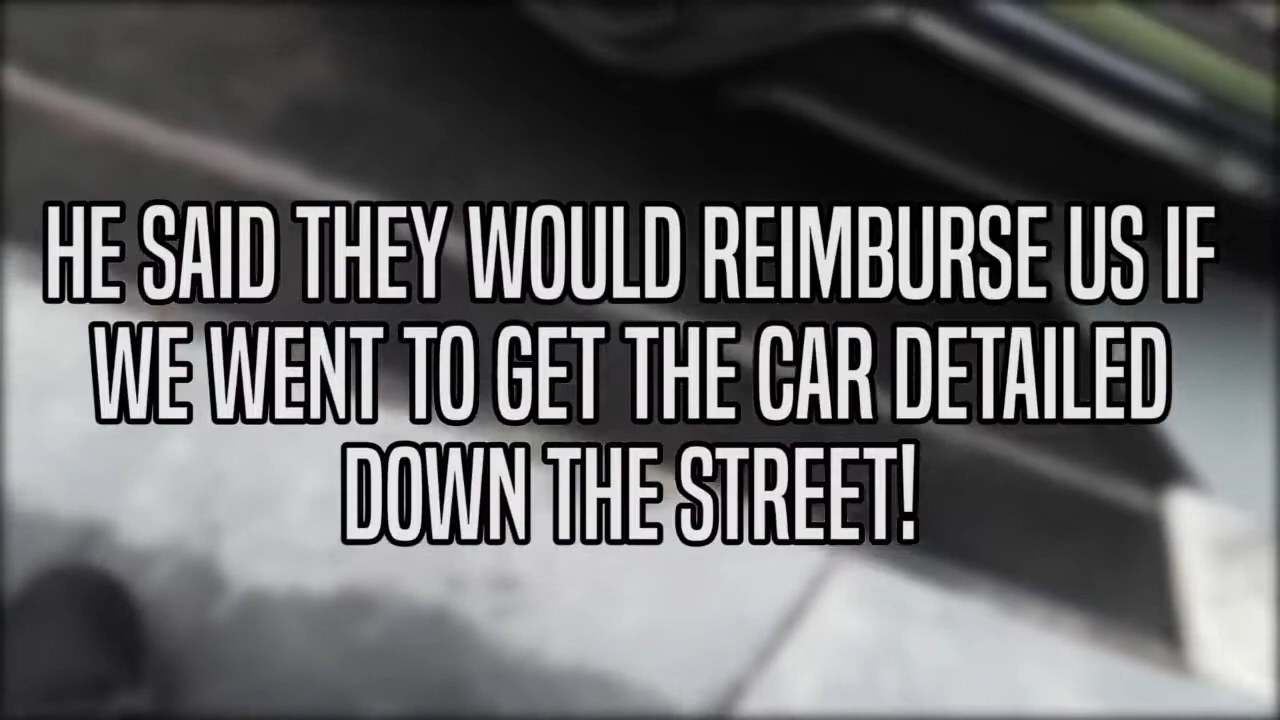 HE SAID THEY WOULD REIMBURSE US IF
WE WENT TO GET THE CAR DETAILED
DOWN THE STREET!